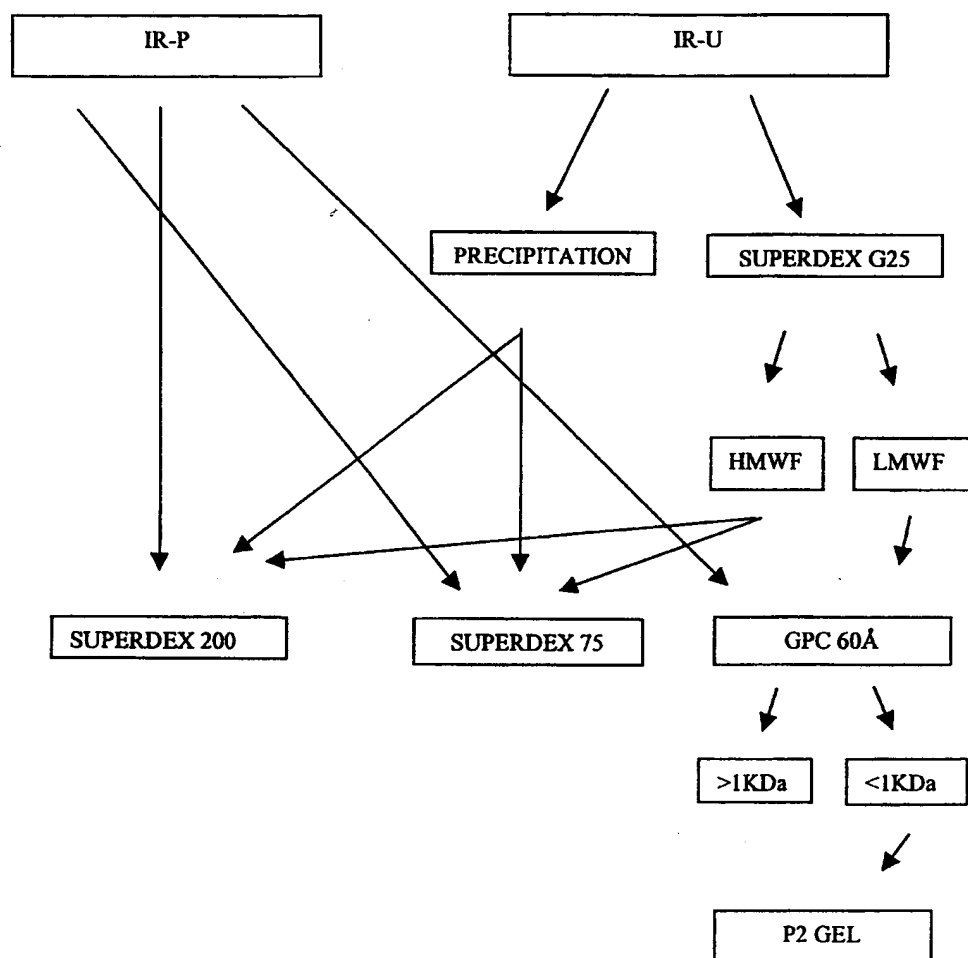 IR-P
IR-U
PRECIPITATION
SUPERDEX G25
HMWF
LMWF
SUPERDEX 200
SUPERDEX 75
GPC 60Å
>1KDa
<1KDa
P2 GEL